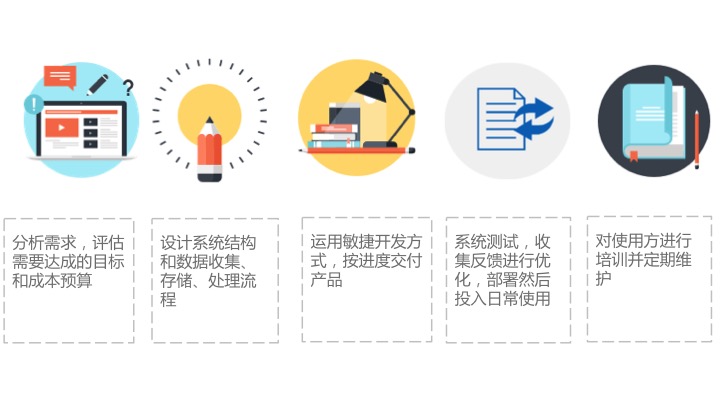 分析需求，评估
需要达成的目标
和成本预算
设计系统结构
和数据收集、
存储、处理流
程
运用敏捷开发方
式，按进度交付
产品
系统测试，收
集反馈进行优
化，部署然后
投入日常使用
对使用方进行
培训并定期维
护